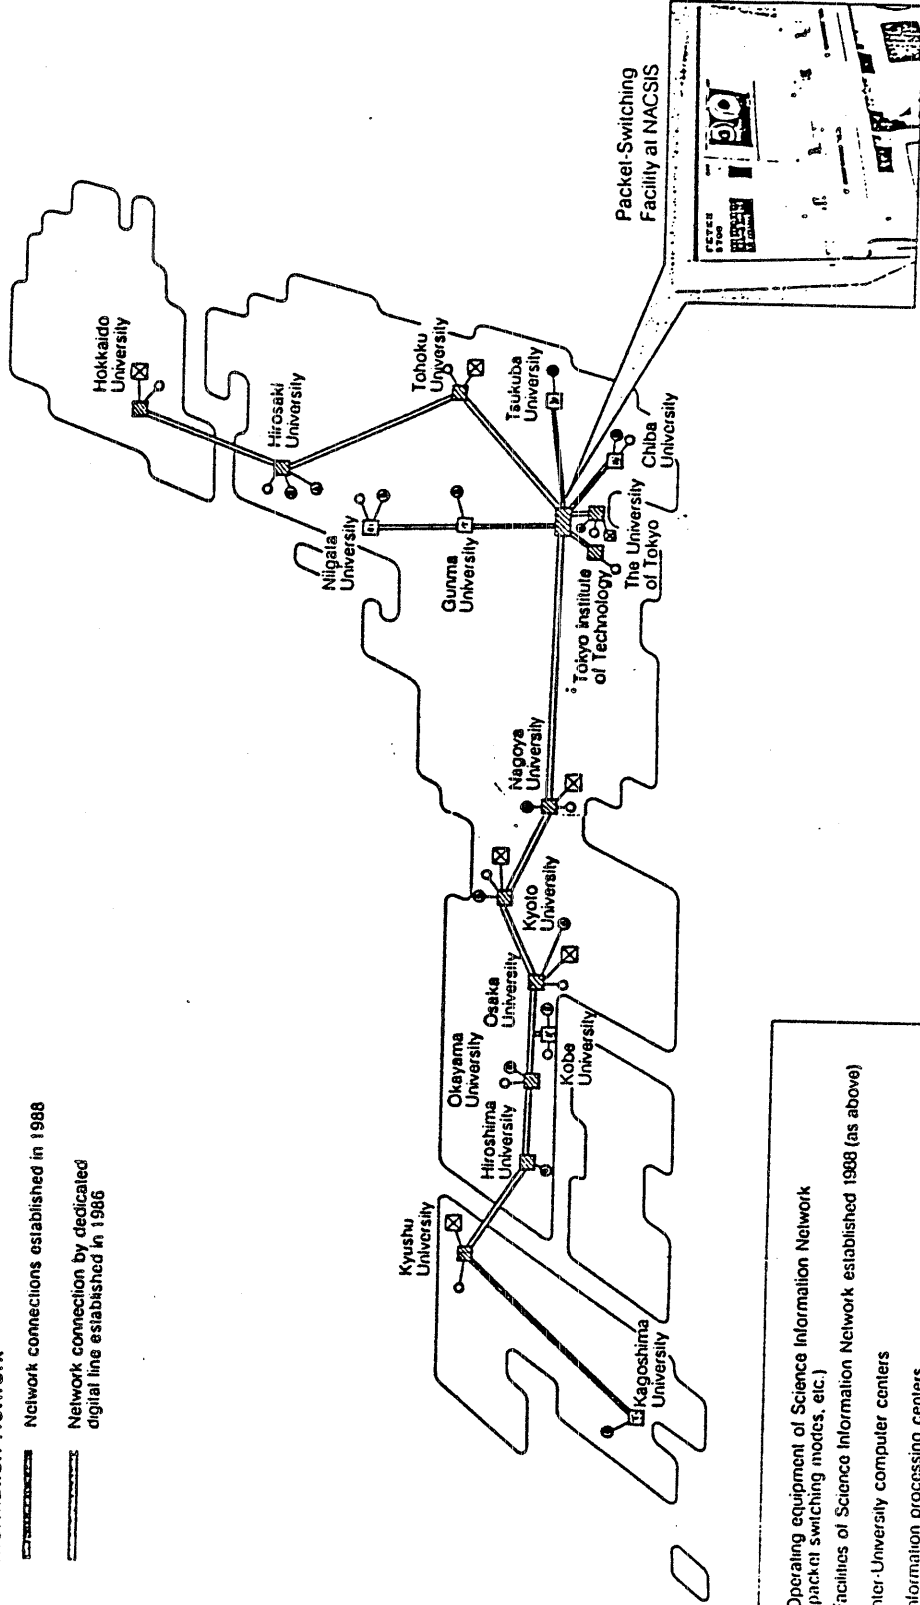 Network connections established in 1988
Network connection by dedicated
digital line established in 1986
Hokkaido
University
Hirosaki
University
Tohoku
University
Niigata
University
Gunma
University
Tsukuba
University
Chiba
University
The University
of Tokyo
Tokyo Institute
of Technology
Nagoya
University
Kyoto
University
Osaka
University
Kobe
University
Okayama
University
Hiroshima
University
Kyushu
University
Kagoshima
University
Packet-Switching
Facility at NACSIS
Operating equipment of Science Information Network
packet switching modes, etc.)
Facilities of Science Information Network established 1988 (as above)
nter-University computer centers
nformation processing centers